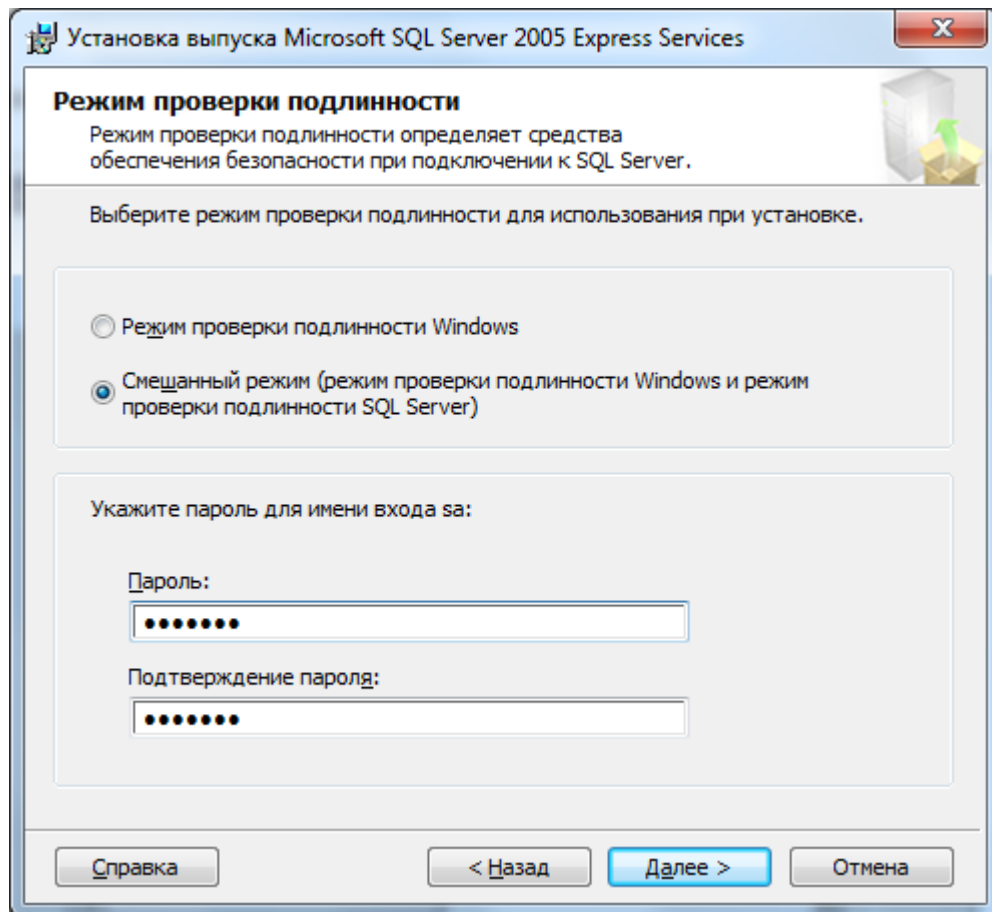 Установка выпуска Microsoft SQL Server 2005 Express Services
Режим проверки подлинности
Режим проверки подлинности определяет средства
обеспечения безопасности при подключении к SQL Server.
Выберите режим проверки подлинности для использования при установке.
Режим проверки подлинности Windows
Смешанный режим (режим проверки подлинности Windows и режим
проверки подлинности SQL Server)
Укажите пароль для имени входа sa:
Пароль:
•••••••
Подтверждение пароля:
•••••••
Справка
< Назад
Далее >
Отмена